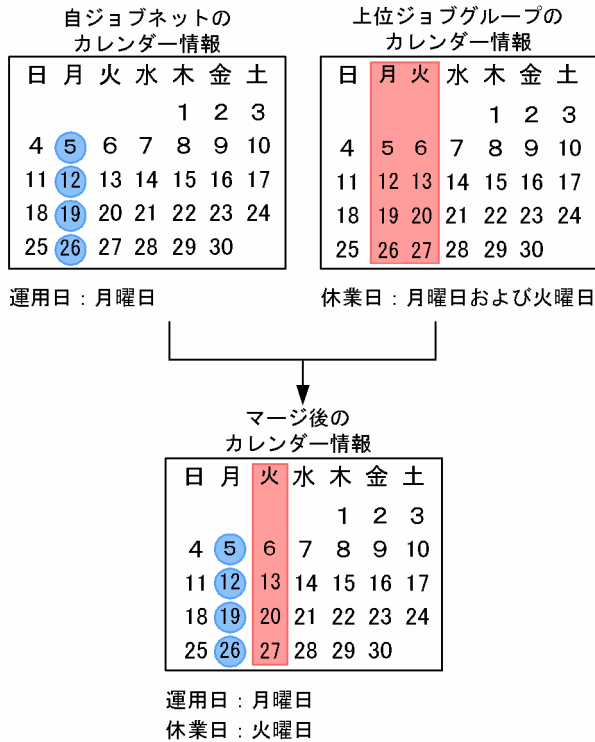 自ジョブネットの
カレンダー情報
日 月 火 水 木 金 土
1 2 3
4 5 6 7 8 9 10
11 12 13 14 15 16 17
18 19 20 21 22 23 24
25 26 27 28 29 30
運用日：月曜日
上位ジョブグループの
カレンダー情報
日 月 火 水 木 金 土
1 2 3
4 5 6 7 8 9 10
11 12 13 14 15 16 17
18 19 20 21 22 23 24
25 26 27 28 29 30
休業日：月曜日および火曜日
マージ後の
カレンダー情報
日 月 火 水 木 金 土
1 2 3
4 5 6 7 8 9 10
11 12 13 14 15 16 17
18 19 20 21 22 23 24
25 26 27 28 29 30
運用日：月曜日
休業日：火曜日